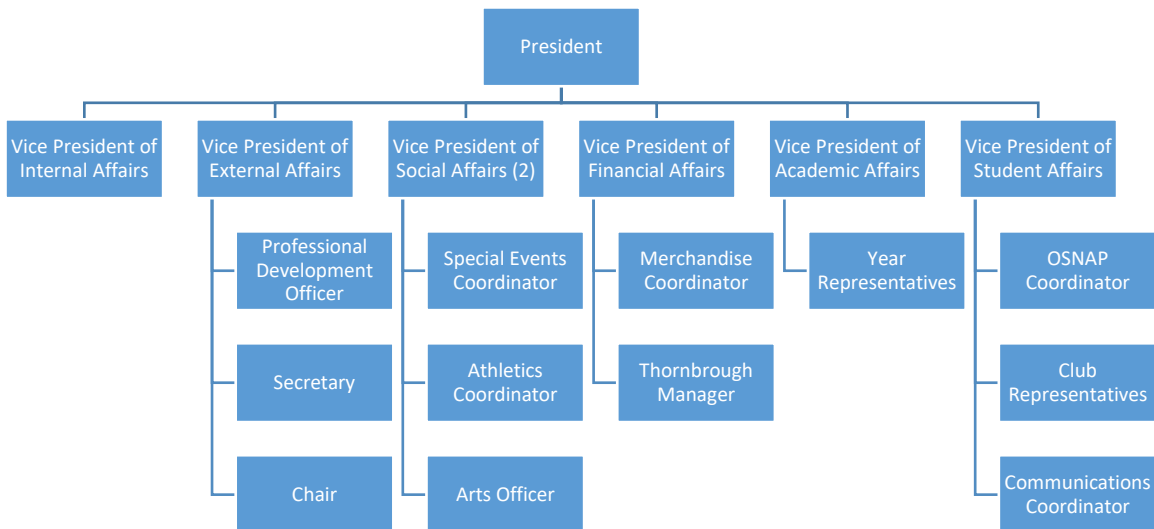 President
Vice President of
Internal Affairs
Vice President of
External Affairs
Vice President of
Social Affairs (2)
Vice President of
Financial Affairs
Vice President of
Academic Affairs
Vice President of
Student Affairs
Professional
Development
Officer
Special Events
Coordinator
Merchandise
Coordinator
Year
Representatives
OSNAP
Coordinator
Secretary
Athletics
Coordinator
Thornbrough
Manager
Club
Representatives
Chair
Arts Officer
Communications
Coordinator